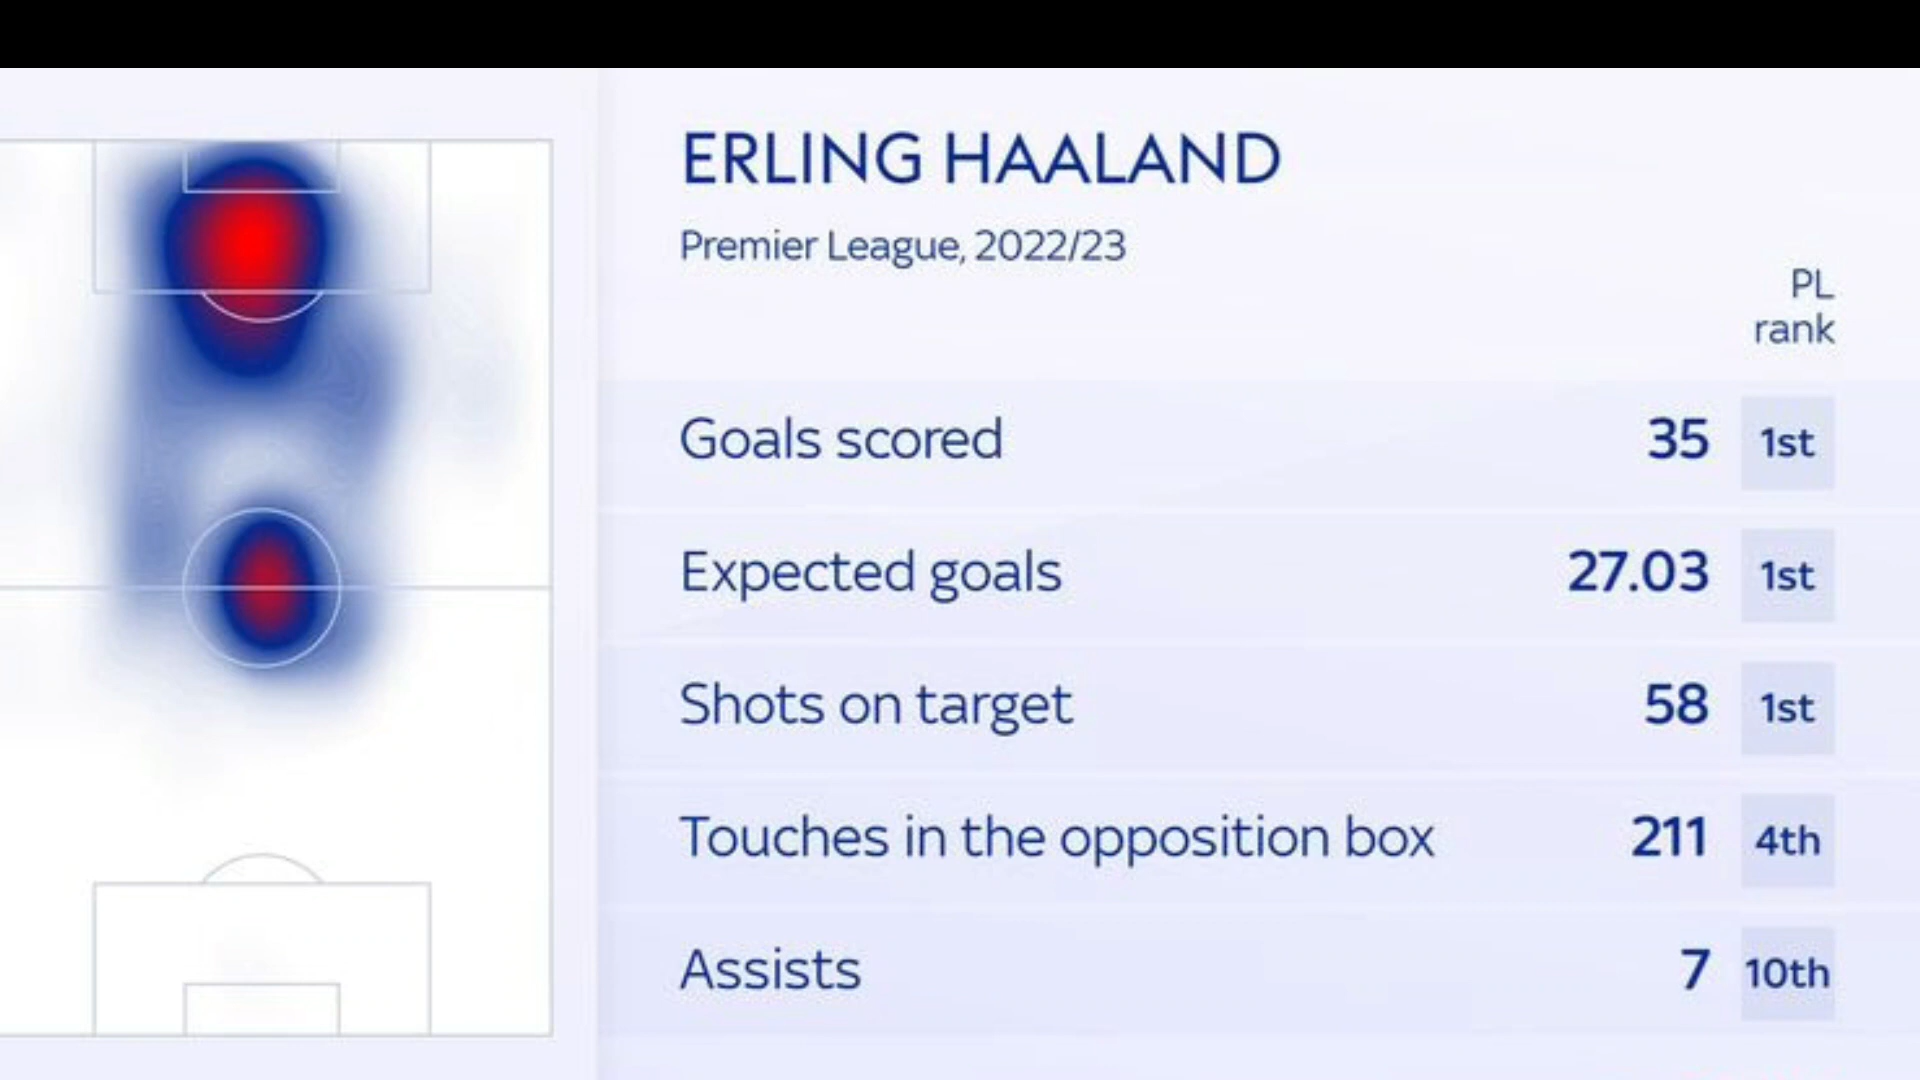 ERLING HAALAND
Premier League, 2022/23
PL
rank
Goals scored 35 1st
Expected goals 27.03 1st
Shots on target 58 1st
Touches in the opposition box 211 4th
Assists 7 10th